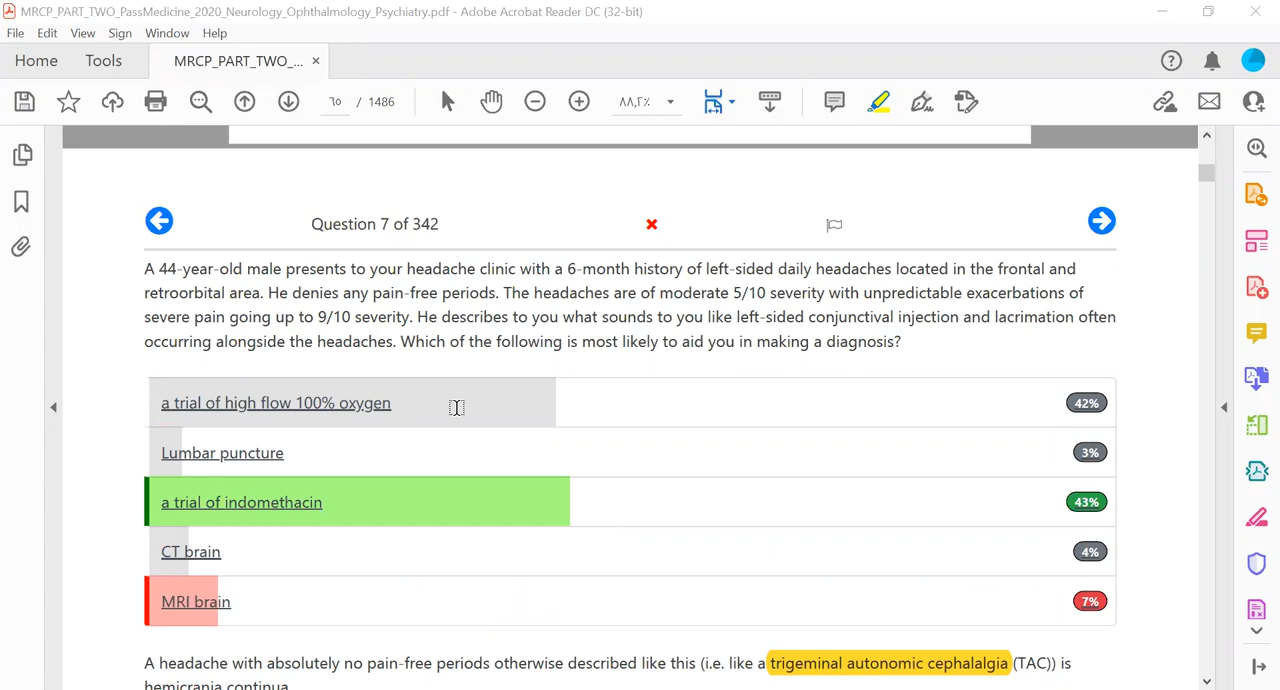 MRCP_PART_TWO_PassMedicine_2020_Neurology_Ophthalmology_Psychiatry.pdf - Adobe Acrobat Reader DC (32-bit)
File Edit View Sign Window Help
Home Tools MRCP_PART_TWO_... ×
٦٥ / 1486 ٨٨,٢٪
Question 7 of 342
A 44-year-old male presents to your headache clinic with a 6-month history of left-sided daily headaches located in the frontal and
retroorbital area. He denies any pain-free periods. The headaches are of moderate 5/10 severity with unpredictable exacerbations of
severe pain going up to 9/10 severity. He describes to you what sounds to you like left-sided conjunctival injection and lacrimation often
occurring alongside the headaches. Which of the following is most likely to aid you in making a diagnosis?
a trial of high flow 100% oxygen 42%
Lumbar puncture 3%
a trial of indomethacin 43%
CT brain 4%
MRI brain 7%
A headache with absolutely no pain-free periods otherwise described like this (i.e. like a trigeminal autonomic cephalalgia (TAC)) is
hemicrania continua